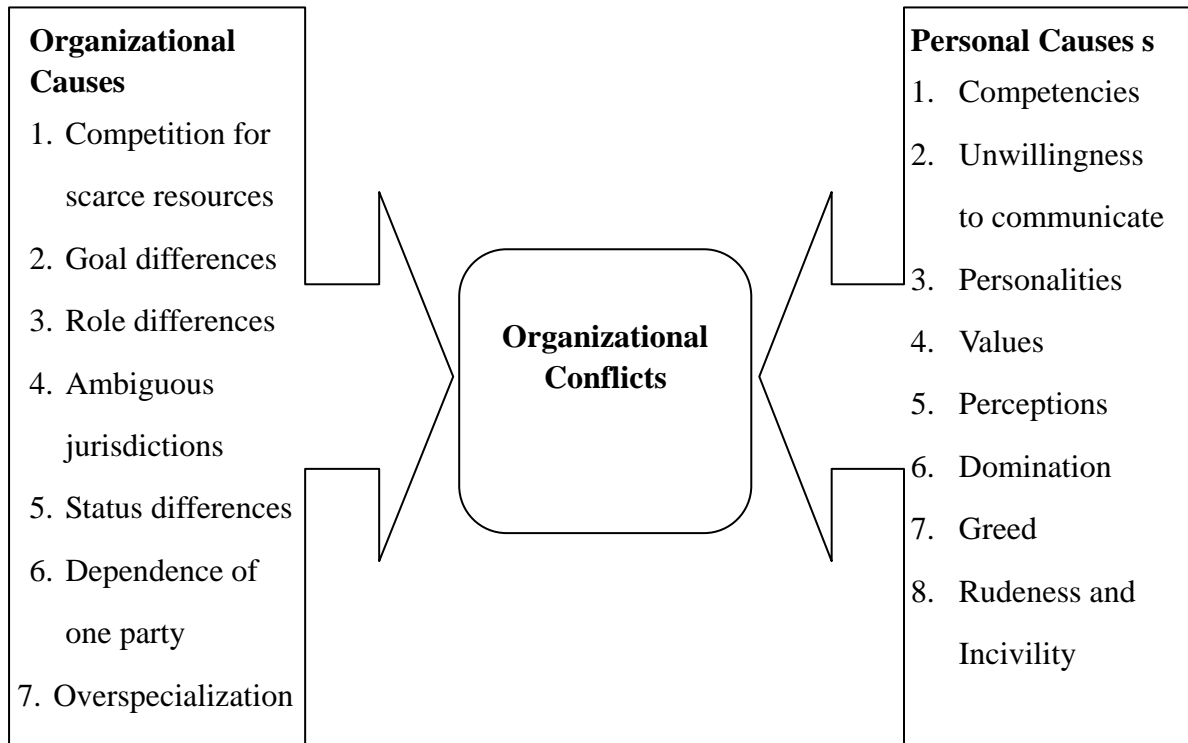 Organizational
Causes
1. Competition for
scarce resources
2. Goal differences
3. Role differences
4. Ambiguous
jurisdictions
5. Status differences
6. Dependence of
one party
7. Overspecialization
Organizational
Conflicts
Personal Causes s
1. Competencies
2. Unwillingness
to communicate
3. Personalities
4. Values
5. Perceptions
6. Domination
7. Greed
8. Rudeness and
Incivility